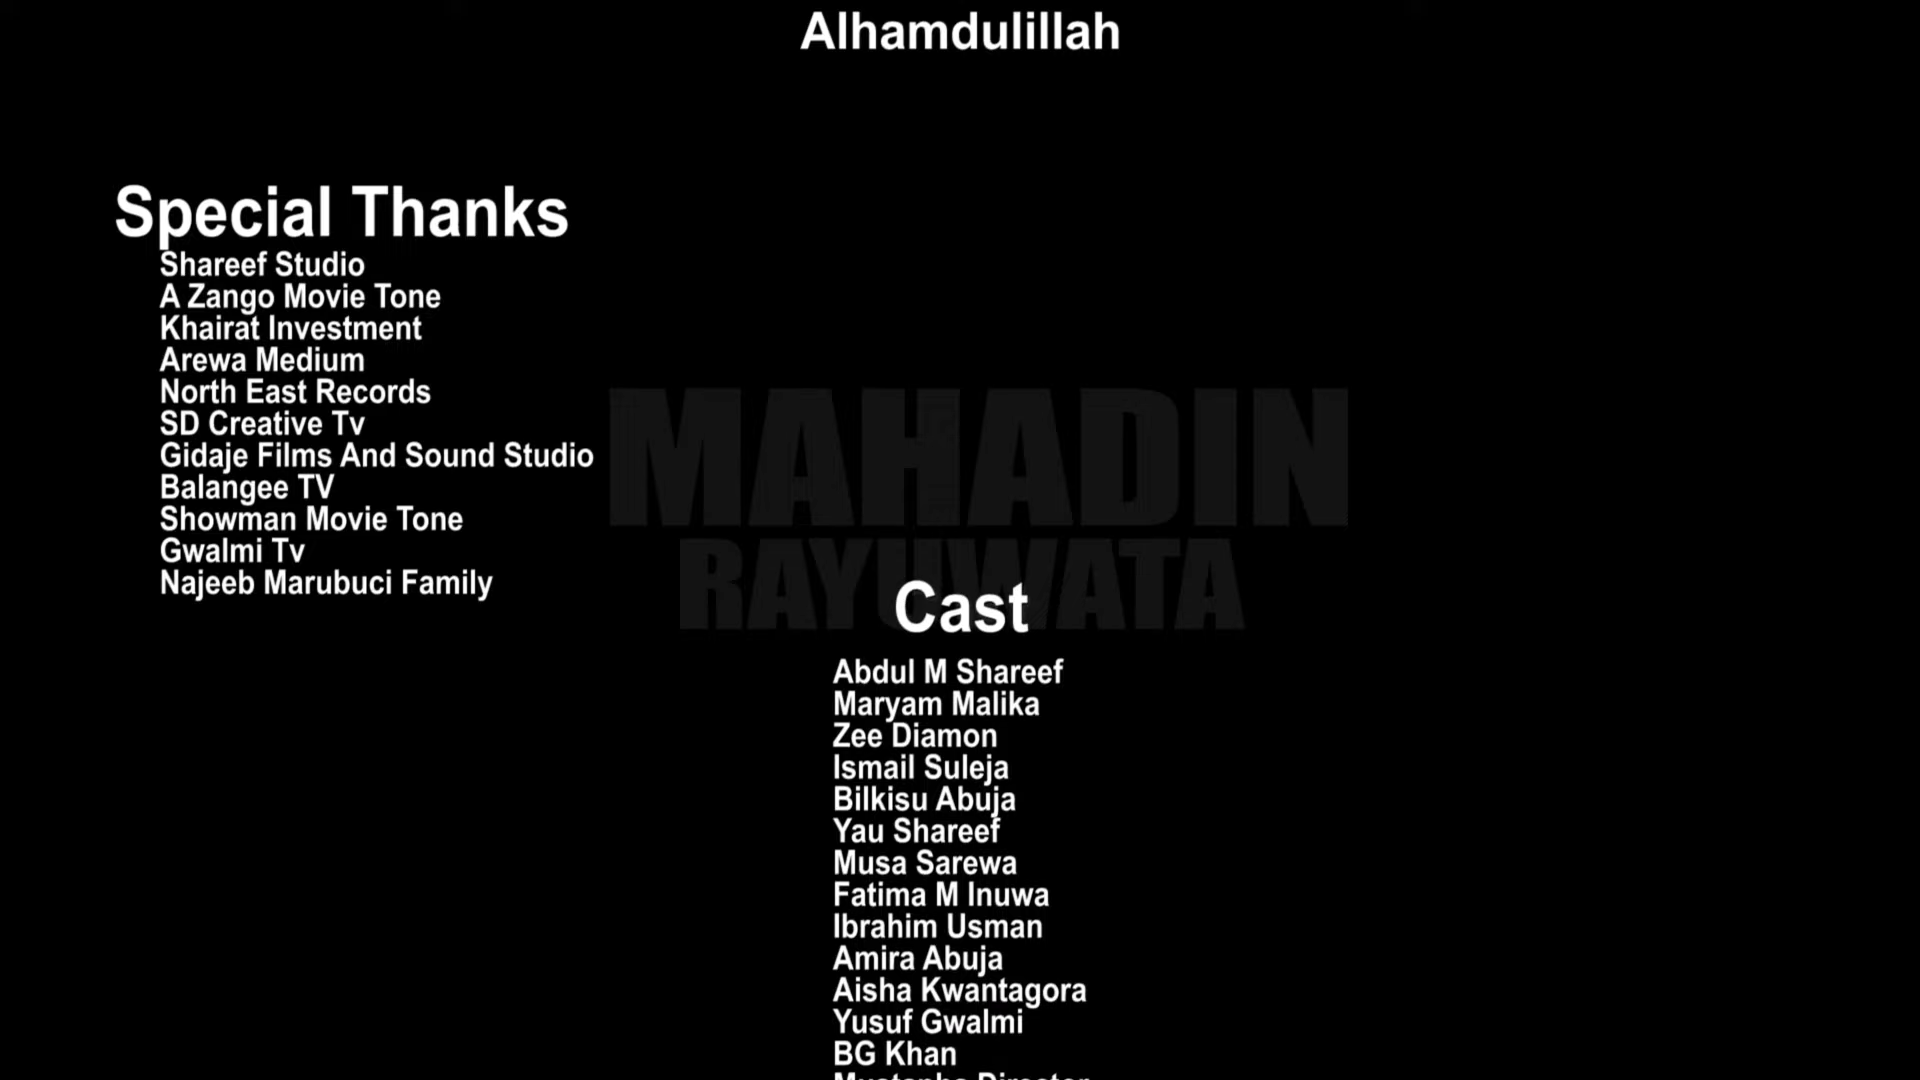 Alhamdulillah
Special Thanks
Shareef Studio
A Zango Movie Tone
Khairat Investment
Arewa Medium
North East Records
SD Creative Tv
Gidaje Films And Sound Studio
Balangee TV
Showman Movie Tone
Gwalmi Tv
Najeeb Marubuci Family
MAHADIN
RAYUWATA
Cast
Abdul M Shareef
Maryam Malika
Zee Diamon
Ismail Suleja
Bilkisu Abuja
Yau Shareef
Musa Sarewa
Fatima M Inuwa
Ibrahim Usman
Amira Abuja
Aisha Kwantagora
Yusuf Gwalmi
BG Khan